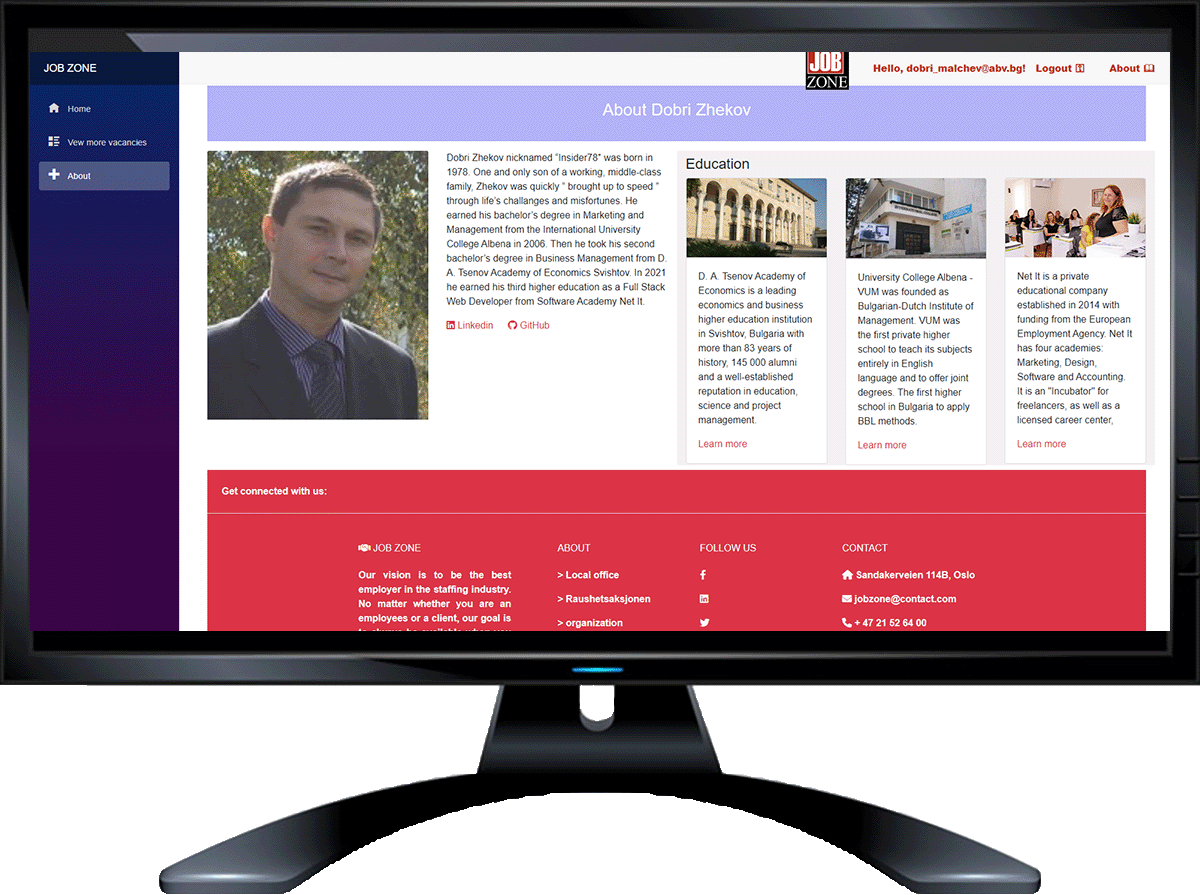 JOB ZONE
JOB
ZONE
Hello, dobri_malchev@abv.bg! Logout About
Home
Vew more vacancies
About
About Dobri Zhekov
Dobri Zhekov nicknamed "Insider78" was born in
1978. One and only son of a working, middle-class
family, Zhekov was quickly " brought up to speed "
through life's challanges and misfortunes. He
earned his bachelor's degree in Marketing and
Management from the International University
College Albena in 2006. Then he took his second
bachelor's degree in Business Management from D.
A. Tsenov Academy of Economics Svishtov. In 2021
he earned his third higher education as a Full Stack
Web Developer from Software Academy Net It.
Linkedin GitHub
Education
D. A. Tsenov Academy of
Economics is a leading
economics and business
higher education institution
in Svishtov, Bulgaria with
more than 83 years of
history, 145 000 alumni
and a well-established
reputation in education,
science and project
management.
Learn more
University College Albena -
VUM was founded as
Bulgarian-Dutch Institute of
Management. VUM was
the first private higher
school to teach its subjects
entirely in English
language and to offer joint
degrees. The first higher
school in Bulgaria to apply
BBL methods.
Learn more
Net It is a private
educational company
established in 2014 with
funding from the European
Employment Agency. Net It
has four academies:
Marketing, Design,
Software and Accounting.
It is an "Incubator" for
freelancers, as well as a
licensed career center,
Learn more
Get connected with us:
JOB ZONE
Our vision is to be the best
employer in the staffing industry.
No matter whether you are an
employees or a client, our goal is
to always be available when you
ABOUT
> Local office
> Raushetsaksjonen
> organization
FOLLOW US
CONTACT
Sandakerveien 114B, Oslo
jobzone@contact.com
+ 47 21 52 64 00